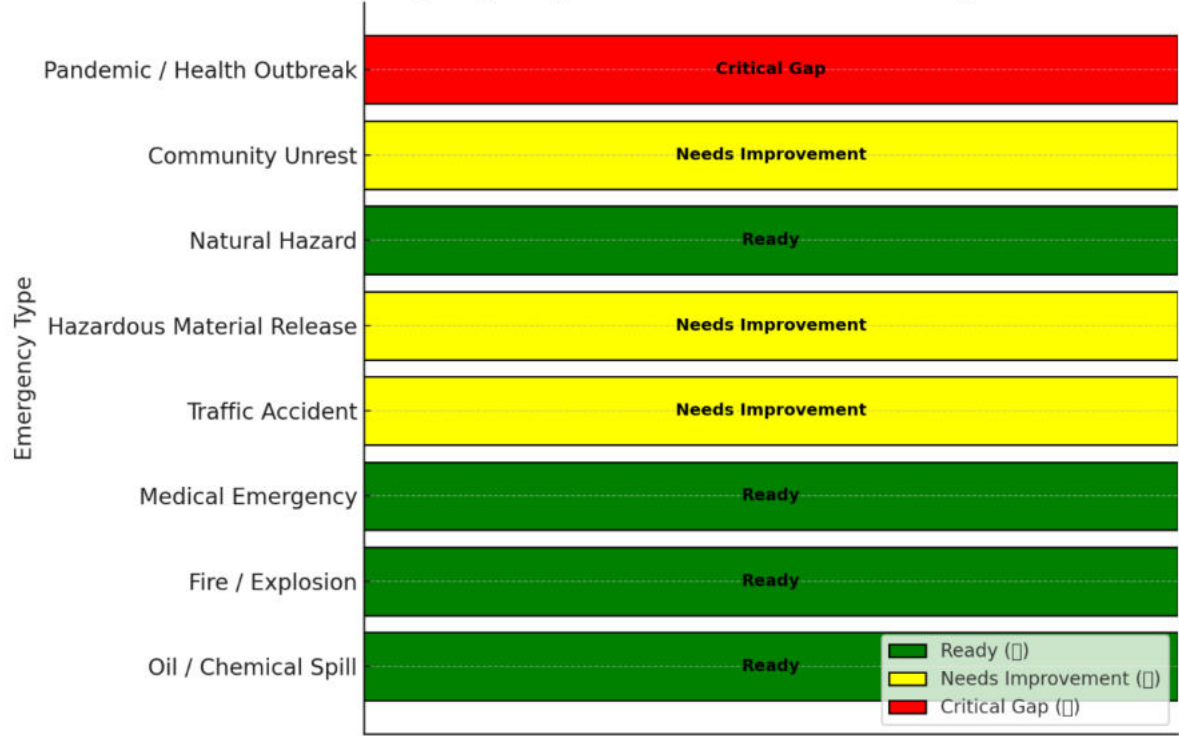 Pandemic / Health Outbreak
Critical Gap
Community Unrest
Needs Improvement
Natural Hazard
Ready
Hazardous Material Release
Needs Improvement
Traffic Accident
Needs Improvement
Medical Emergency
Ready
Fire / Explosion
Ready
Oil / Chemical Spill
Ready
Emergency Type
Ready (▯)
Needs Improvement (▯)
Critical Gap (▯)